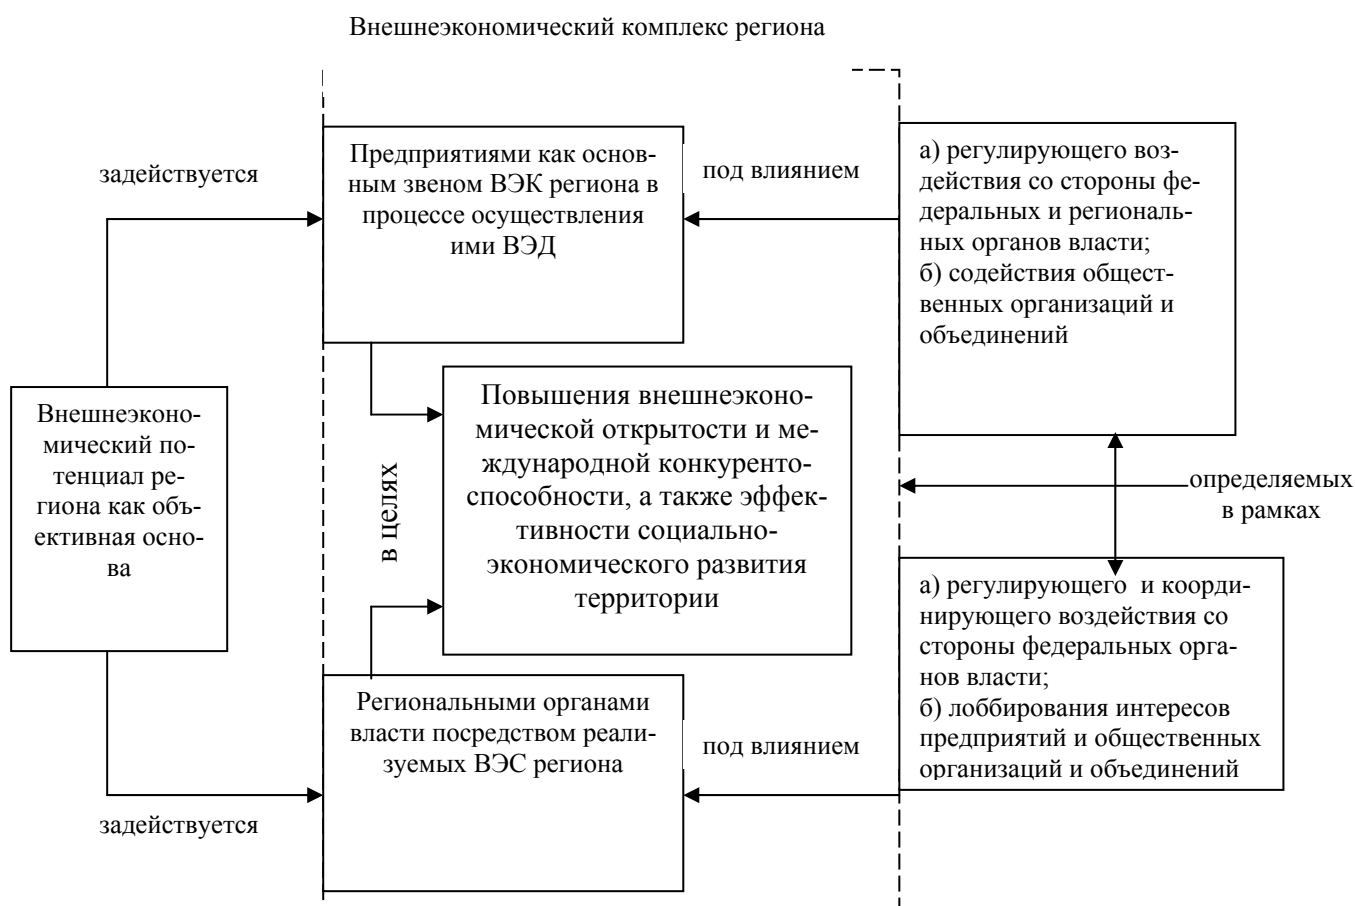 Внешнеэкономический комплекс региона
задействуется
Предприятиями как основ-
ным звеном ВЭК региона в
процессе осуществления
ими ВЭД
под влиянием
а) регулирующего воз-
действия со стороны фе-
деральных и региональ-
ных органов власти;
б) содействия общест-
венных организаций и
объединений
Внешнеэконо-
мический по-
тенциал ре-
гиона как объ-
ективная осно-
ва
в целях
Повышения внешнеэконо-
мической открытости и ме-
ждународной конкуренто-
способности, а также эффек-
тивности социально-
экономического развития
территории
определяемых
в рамках
Региональными органами
власти посредством реали-
зуемых ВЭС региона
под влиянием
а) регулирующего и коорди-
нирующего воздействия со
стороны федеральных орга-
нов власти;
б) лоббирования интересов
предприятий и общественных
организаций и объединений
задействуется